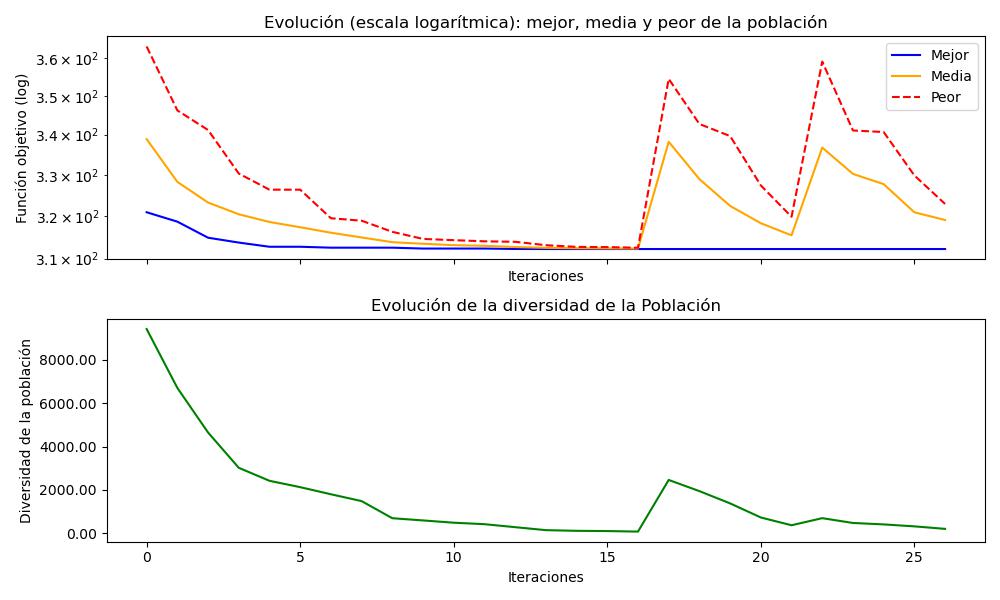 Evolución (escala logarítmica): mejor, media y peor de la población
Función objetivo (log)
3.6 × 10²
3.5 × 10²
3.4 × 10²
3.3 × 10²
3.2 × 10²
3.1 × 10²
Mejor
Media
Peor
Iteraciones
Evolución de la diversidad de la Población
Diversidad de la población
8000.00
6000.00
4000.00
2000.00
0.00
0 5 10 15 20 25
Iteraciones